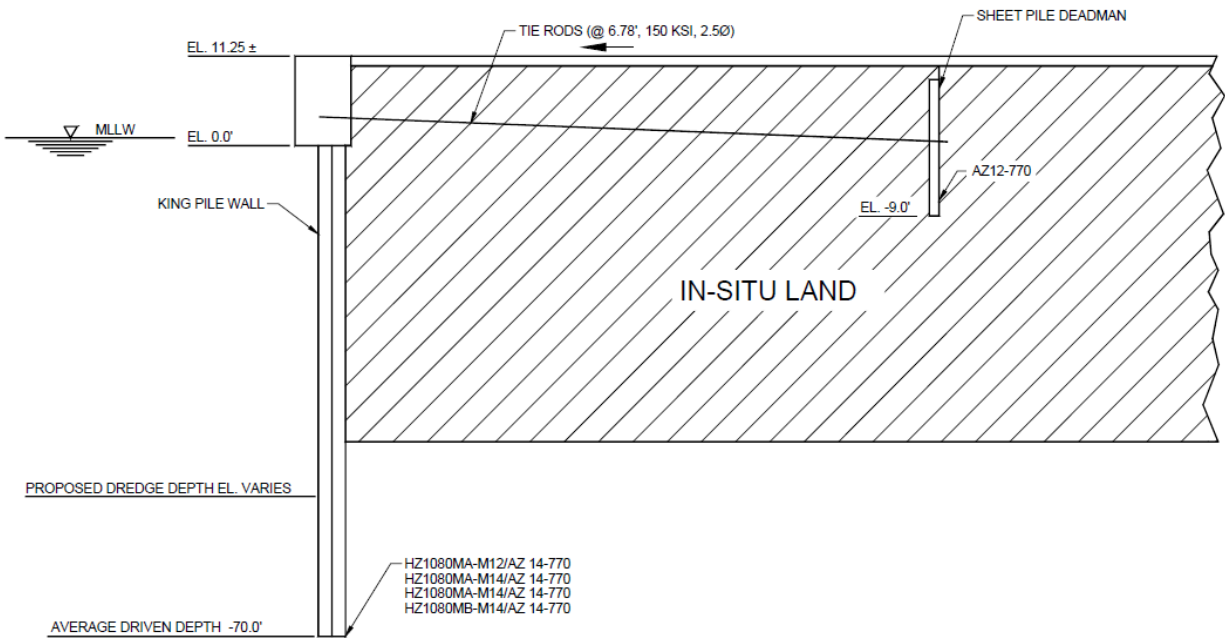 SHEET PILE DEADMAN
TIE RODS (@ 6.78', 150 KSI, 2.5Ø)
EL. 11.25 ±
MLLW
EL. 0.0'
AZ12-770
KING PILE WALL
EL. -9.0'
IN-SITU LAND
PROPOSED DREDGE DEPTH EL. VARIES
HZ1080MA-M12/AZ 14-770
HZ1080MA-M14/AZ 14-770
HZ1080MA-M14/AZ 14-770
HZ1080MB-M14/AZ 14-770
AVERAGE DRIVEN DEPTH -70.0'